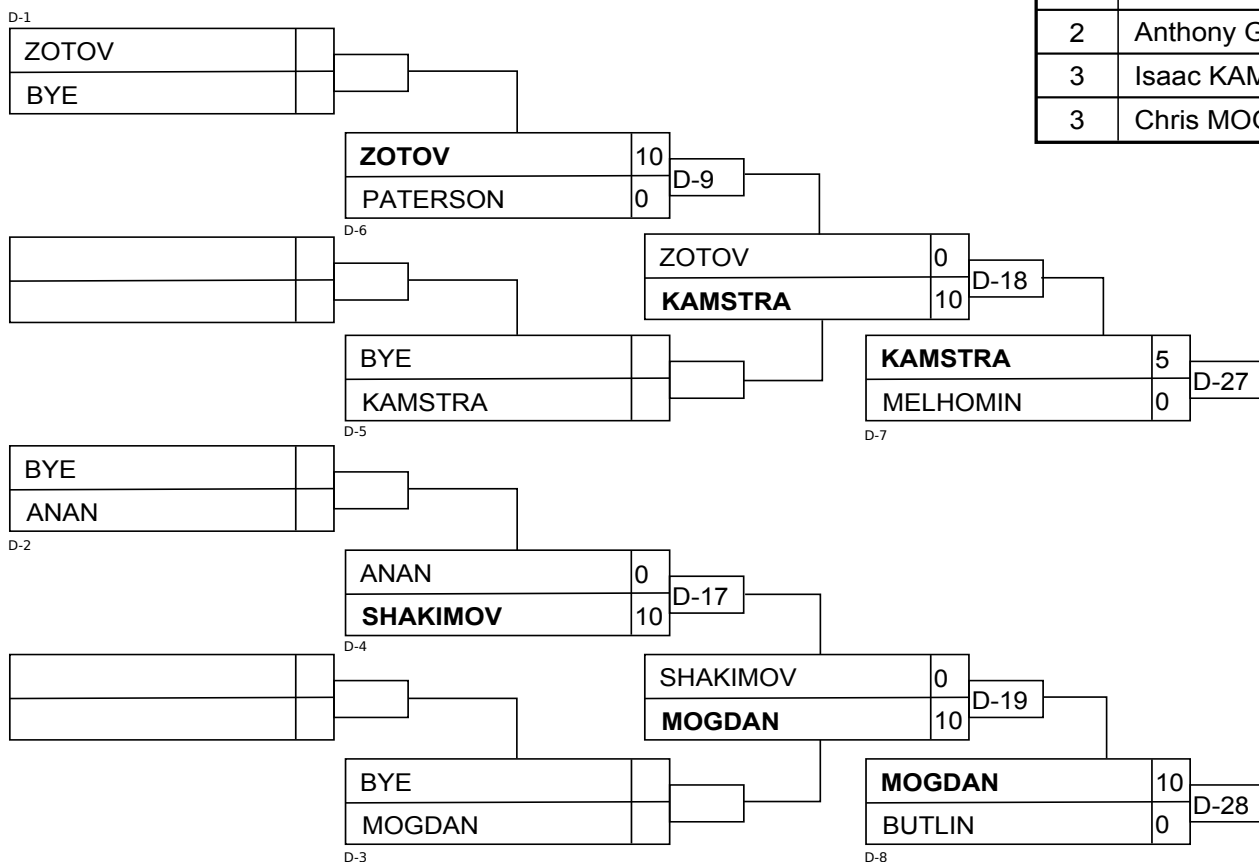 D-1
ZOTOV
BYE
2 Anthony G
3 Isaac KAM
3 Chris MOG
ZOTOV 10
PATERSON 0
D-9
D-6
ZOTOV 0
KAMSTRA 10
D-18
BYE
KAMSTRA
D-5
KAMSTRA 5
MELHOMIN 0
D-27
D-7
BYE
ANAN
D-2
ANAN 0
SHAKIMOV 10
D-17
D-4
SHAKIMOV 0
MOGDAN 10
D-19
BYE
MOGDAN
D-3
MOGDAN 10
BUTLIN 0
D-28
D-8